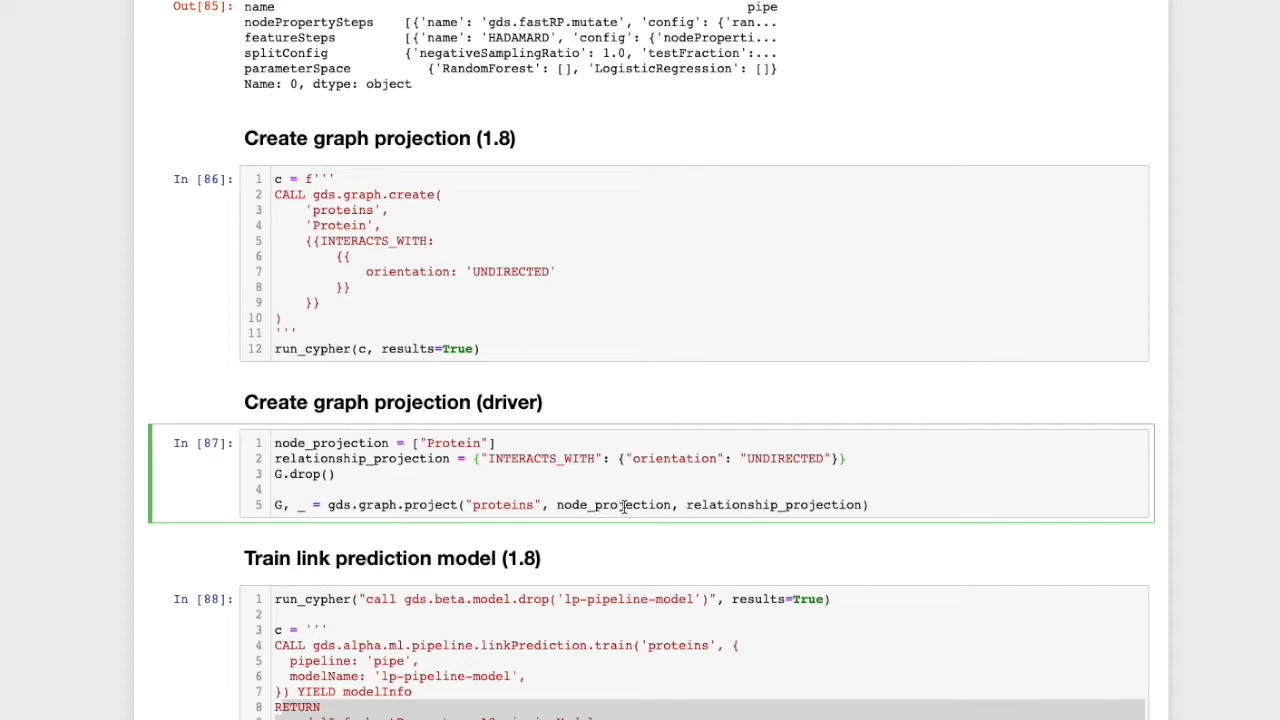 Out[85]: name pipe
nodePropertySteps [{'name': 'gds.fastRP.mutate', 'config': {'ran...
featureSteps [{'name': 'HADAMARD', 'config': {'nodeProperti...
splitConfig {'negativeSamplingRatio': 1.0, 'testFraction':...
parameterSpace {'RandomForest': [], 'LogisticRegression': []}
Name: 0, dtype: object
Create graph projection (1.8)
In [86]: 1 c = f'''
2 CALL gds.graph.create(
3 'proteins',
4 'Protein',
5 {{INTERACTS_WITH:
6 {{
7 orientation: 'UNDIRECTED'
8 }}
9 }}
10 )
11 '''
12 run_cypher(c, results=True)
Create graph projection (driver)
In [87]: 1 node_projection = ["Protein"]
2 relationship_projection = {"INTERACTS_WITH": {"orientation": "UNDIRECTED"}}
3 G.drop()
4
5 G, _ = gds.graph.project("proteins", node_projection, relationship_projection)
Train link prediction model (1.8)
In [88]: 1 run_cypher("call gds.beta.model.drop('lp-pipeline-model')", results=True)
2
3 c = '''
4 CALL gds.alpha.ml.pipeline.linkPrediction.train('proteins', {
5 pipeline: 'pipe',
6 modelName: 'lp-pipeline-model',
7 }) YIELD modelInfo
8 RETURN